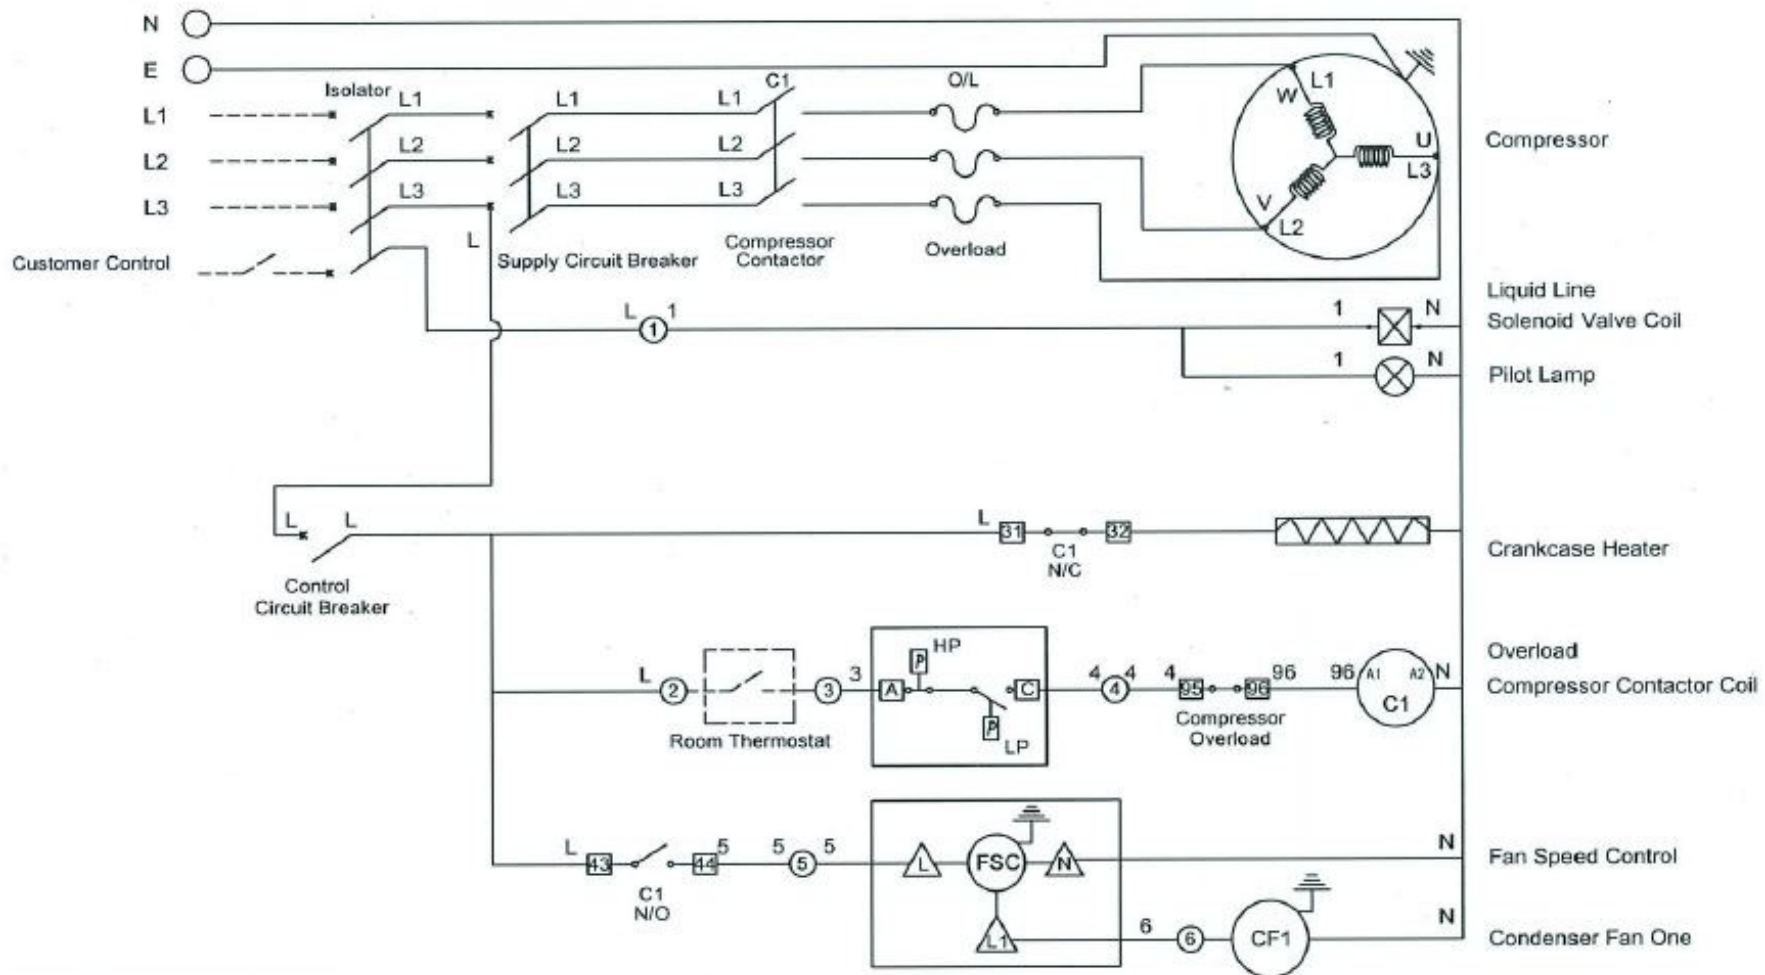 N
E
Isolator
C1
O/L
L1 L1 L1 L1 L1
W
L2 L2 L2 L2
U
Compressor
L3
L3 L3 L3 L3
V
L2
L
Customer Control
Supply Circuit Breaker
Compressor
Contactor
Overload
L 1 1
1 N
Liquid Line
Solenoid Valve Coil
1 N
Pilot Lamp
L L
L 31 32
C1
N/C
Crankcase Heater
Control
Circuit Breaker
HP
P
L 2 3 3 A C 4 4 4 4 95 96 96 96 A1 A2 N
C1
Overload
Compressor Contactor Coil
Room Thermostat
P
LP
Compressor
Overload
L 43 44 5 5 5 5 L FSC N N
Fan Speed Control
C1
N/O
L1 6 6 CF1 N
Condenser Fan One